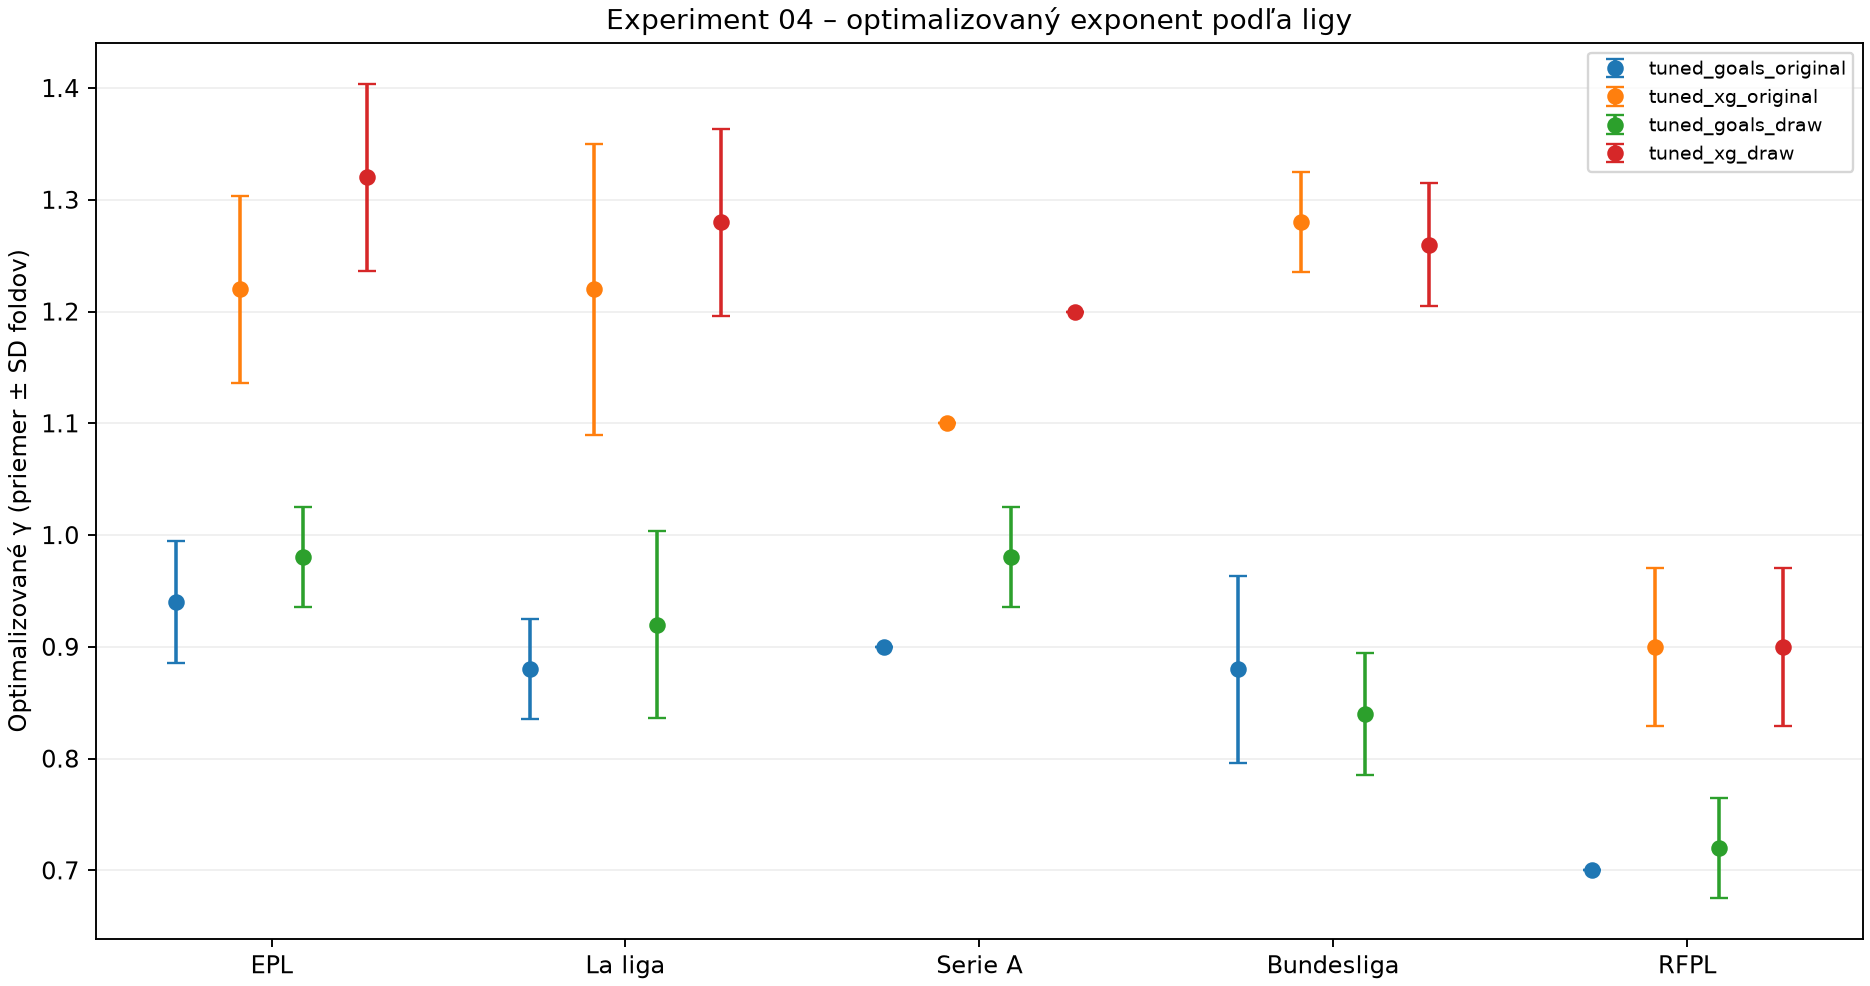 Experiment 04 – optimalizovaný exponent podľa ligy
Optimalizované γ (priemer ± SD foldov)
1.4
1.3
1.2
1.1
1.0
0.9
0.8
0.7
tuned_goals_original
tuned_xg_original
tuned_goals_draw
tuned_xg_draw
EPL
La liga
Serie A
Bundesliga
RFPL